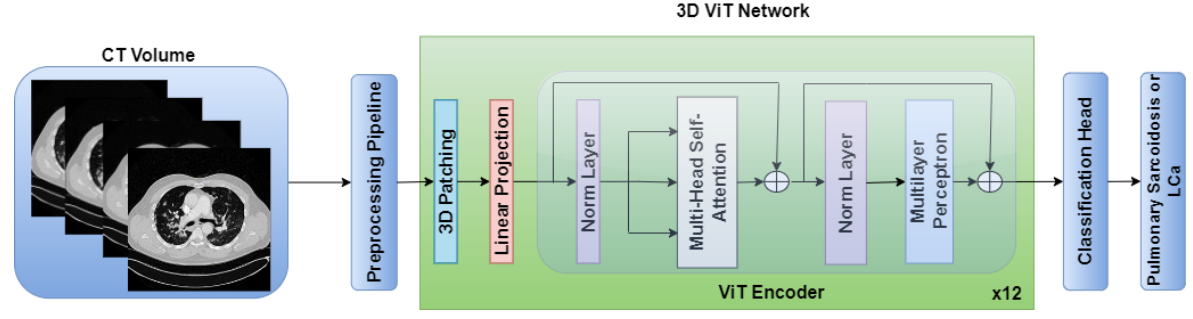 3D ViT Network
CT Volume
Preprocessing Pipeline
3D Patching
Linear Projection
Norm Layer
Multi-Head Self-
Attention
Norm Layer
Multilayer
Perceptron
ViT Encoder
x12
Classification Head
Pulmonary Sarcoidosis or
LCa